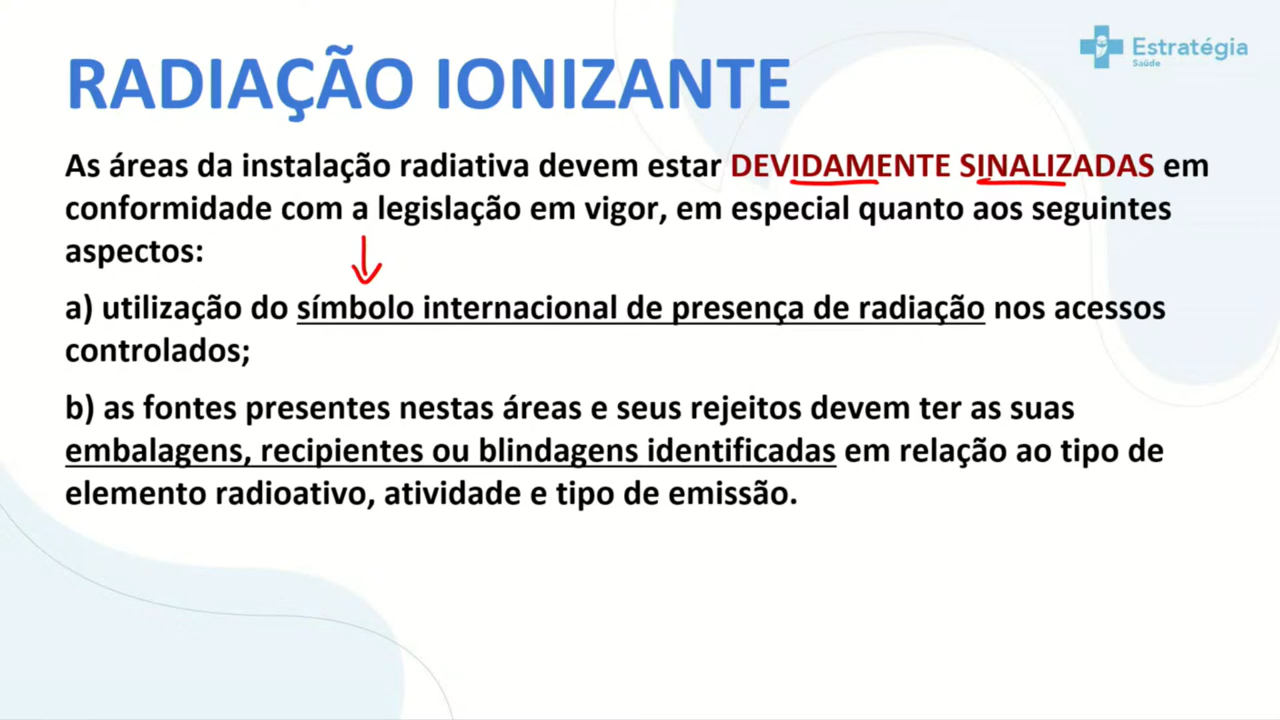 Estratégia
Saúde
RADIAÇÃO IONIZANTE
As áreas da instalação radiativa devem estar DEVIDAMENTE SINALIZADAS em
conformidade com a legislação em vigor, em especial quanto aos seguintes
aspectos:
a) utilização do símbolo internacional de presença de radiação nos acessos
controlados;
b) as fontes presentes nestas áreas e seus rejeitos devem ter as suas
embalagens, recipientes ou blindagens identificadas em relação ao tipo de
elemento radioativo, atividade e tipo de emissão.